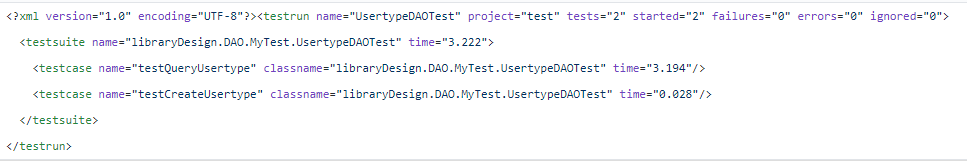 <?xml version="1.0" encoding="UTF-8"?><testrun name="UsertypeDAOTest" project="test" tests="2" started="2" failures="0" errors="0" ignored="0">
<testsuite name="libraryDesign.DAO.MyTest.UsertypeDAOTest" time="3.222">
<testcase name="testQueryUsertype" classname="libraryDesign.DAO.MyTest.UsertypeDAOTest" time="3.194"/>
<testcase name="testCreateUsertype" classname="libraryDesign.DAO.MyTest.UsertypeDAOTest" time="0.028"/>
</testsuite>
</testrun>